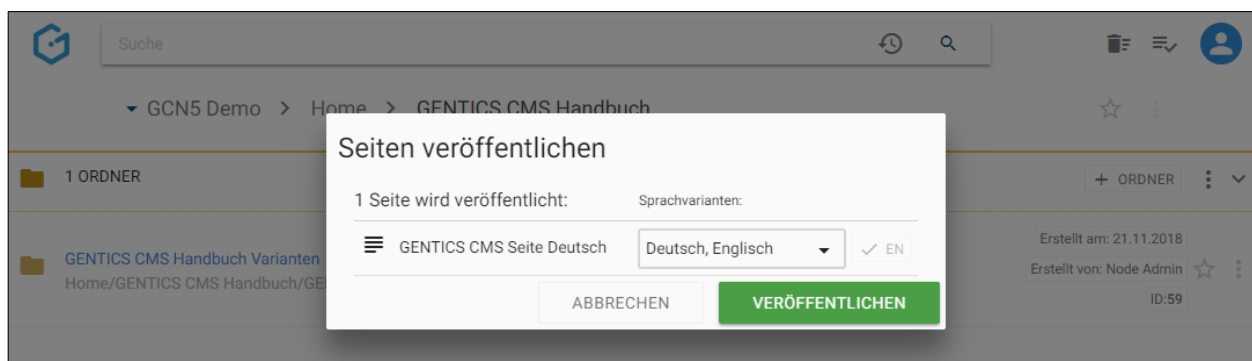 Suche
GCN5 Demo > Home > GENTICS CMS Handbuch
Seiten veröffentlichen
1 ORDNER
+ ORDNER
1 Seite wird veröffentlicht: Sprachvarianten:
GENTICS CMS Seite Deutsch Deutsch, Englisch EN
Erstellt am: 21.11.2018
GENTICS CMS Handbuch Varianten
Erstellt von: Node Admin
Home/GENTICS CMS Handbuch/GE
ID:59
ABBRECHEN VERÖFFENTLICHEN